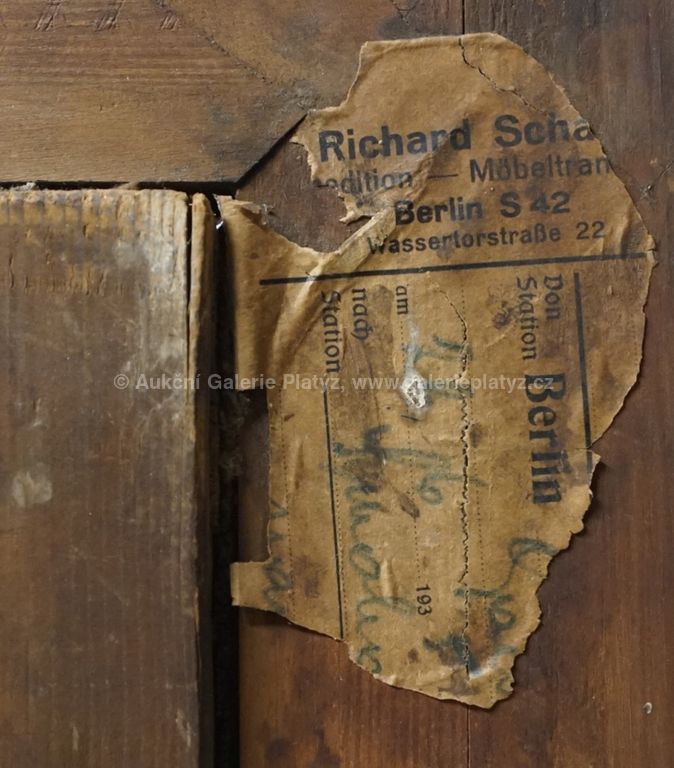 Richard Scha
edition — Möbeltran
Berlin S 42
Wassertorstraße 22
Von
Station Berlin
am
193
nach
Station
© Aukční Galerie Platýz, www.galerieplatyz.cz